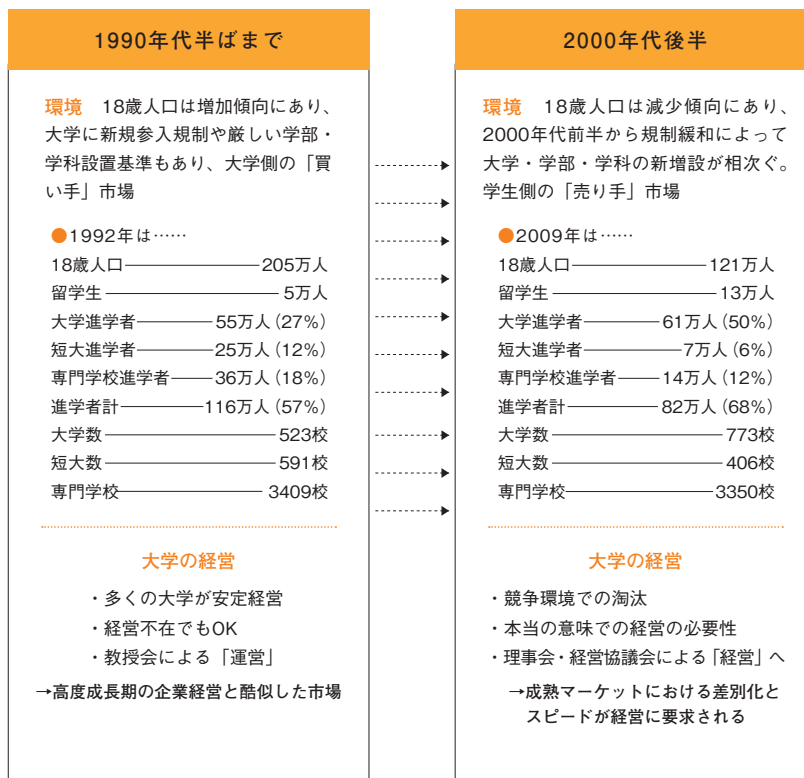 1990年代半ばまで
環境　18歳人口は増加傾向にあり、
大学に新規参入規制や厳しい学部・
学科設置基準もあり、大学側の「買
い手」市場
●1992年は……
18歳人口 205万人
留学生 5万人
大学進学者 55万人（27%）
短大進学者 25万人（12%）
専門学校進学者 36万人（18%）
進学者計 116万人（57%）
大学数 523校
短大数 591校
専門学校 3409校
大学の経営
・多くの大学が安定経営
・経営不在でもOK
・教授会による「運営」
→高度成長期の企業経営と酷似した市場
2000年代後半
環境　18歳人口は減少傾向にあり、
2000年代前半から規制緩和によって
大学・学部・学科の新増設が相次ぐ。
学生側の「売り手」市場
●2009年は……
18歳人口 121万人
留学生 13万人
大学進学者 61万人（50%）
短大進学者 7万人（6%）
専門学校進学者 14万人（12%）
進学者計 82万人（68%）
大学数 773校
短大数 406校
専門学校 3350校
大学の経営
・競争環境での淘汰
・本当の意味での経営の必要性
・理事会・経営協議会による「経営」へ
→成熟マーケットにおける差別化と
スピードが経営に要求される